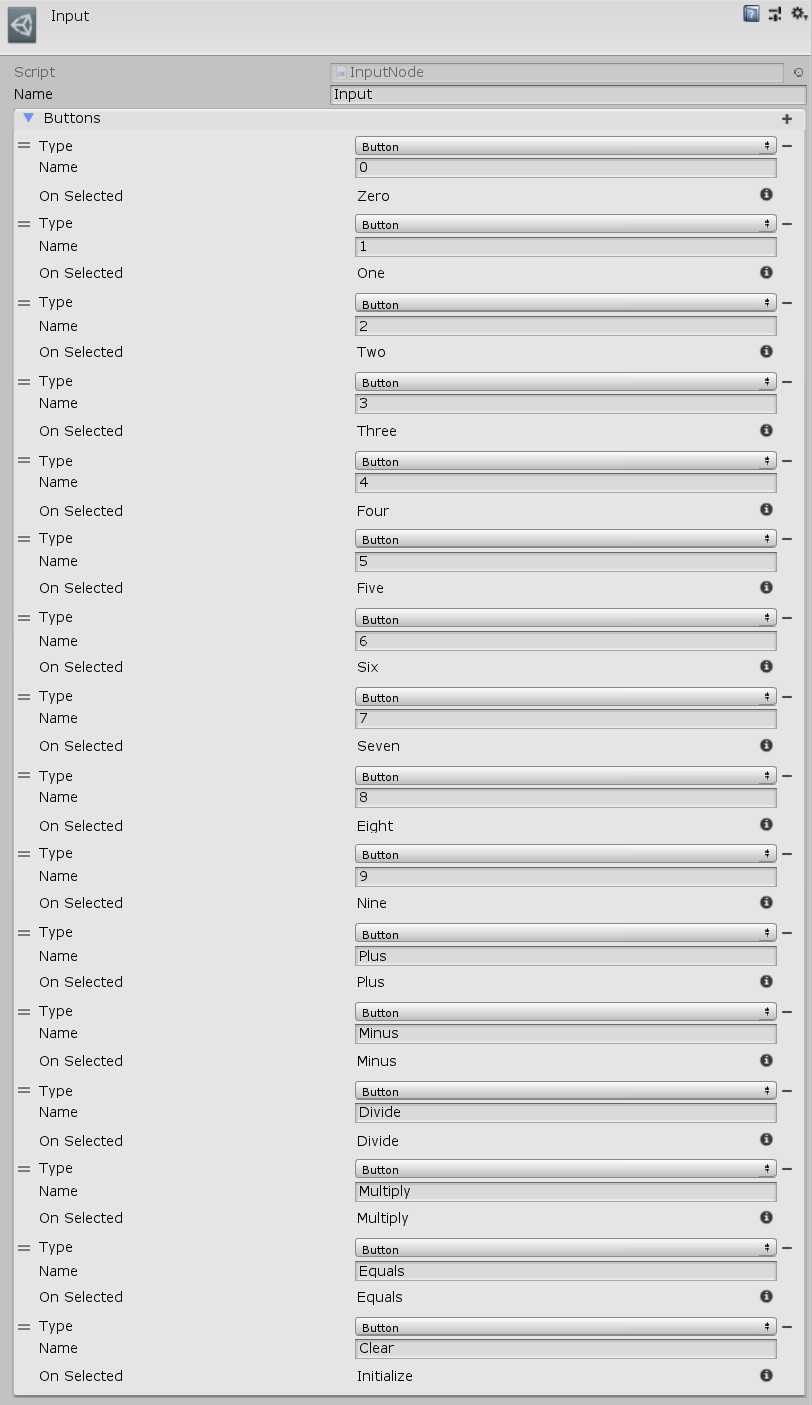 Input
Script InputNode
Name Input
Buttons
Type Button
Name 0
On Selected Zero
Type Button
Name 1
On Selected One
Type Button
Name 2
On Selected Two
Type Button
Name 3
On Selected Three
Type Button
Name 4
On Selected Four
Type Button
Name 5
On Selected Five
Type Button
Name 6
On Selected Six
Type Button
Name 7
On Selected Seven
Type Button
Name 8
On Selected Eight
Type Button
Name 9
On Selected Nine
Type Button
Name Plus
On Selected Plus
Type Button
Name Minus
On Selected Minus
Type Button
Name Divide
On Selected Divide
Type Button
Name Multiply
On Selected Multiply
Type Button
Name Equals
On Selected Equals
Type Button
Name Clear
On Selected Initialize